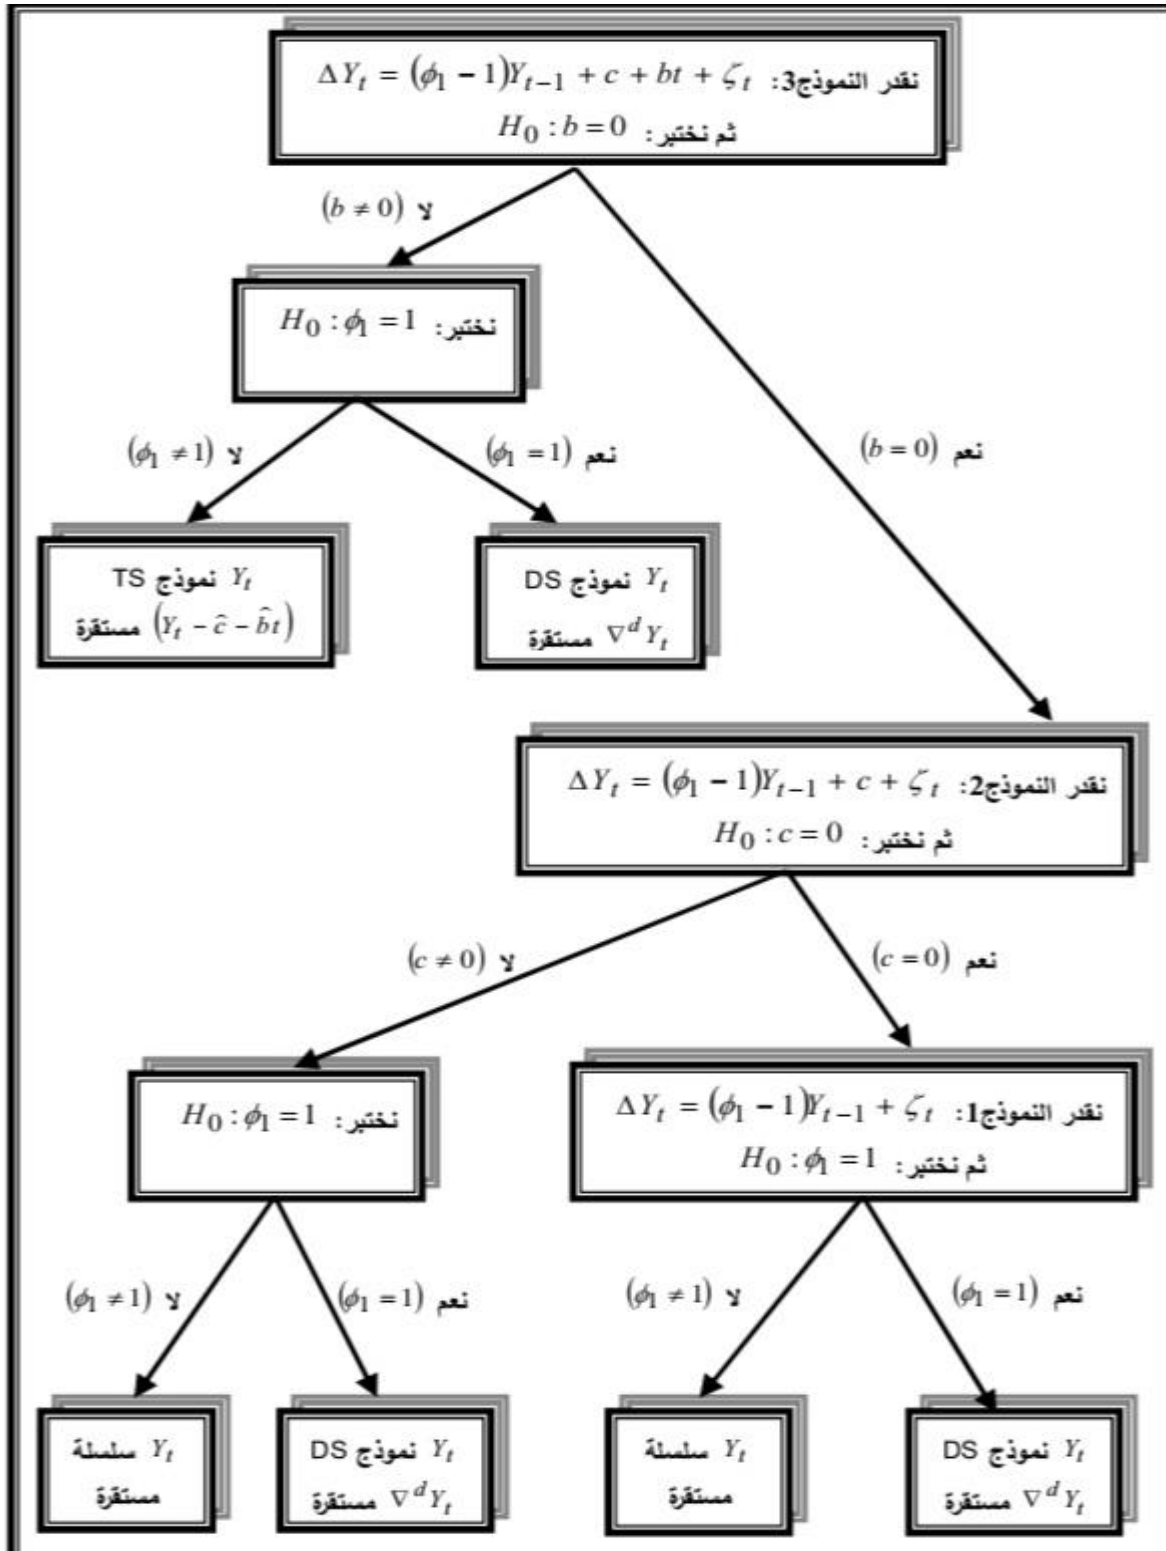 نقدر النموذج3: ΔY_t = (ϕ_1 − 1)Y_{t−1} + c + bt + ζ_t
ثم نختبر: H_0 : b = 0
لا (b ≠ 0)
نختبر: H_0 : ϕ_1 = 1
نعم (b = 0)
لا (ϕ_1 ≠ 1)
نعم (ϕ_1 = 1)
Y_t نموذج TS
(Y_t − ĉ − b̂t) مستقرة
Y_t نموذج DS
∇^d Y_t مستقرة
نقدر النموذج2: ΔY_t = (ϕ_1 − 1)Y_{t−1} + c + ζ_t
ثم نختبر: H_0 : c = 0
لا (c ≠ 0)
نعم (c = 0)
نختبر: H_0 : ϕ_1 = 1
نقدر النموذج1: ΔY_t = (ϕ_1 − 1)Y_{t−1} + ζ_t
ثم نختبر: H_0 : ϕ_1 = 1
لا (ϕ_1 ≠ 1)
نعم (ϕ_1 = 1)
لا (ϕ_1 ≠ 1)
نعم (ϕ_1 = 1)
Y_t سلسلة
مستقرة
Y_t نموذج DS
∇^d Y_t مستقرة
Y_t سلسلة
مستقرة
Y_t نموذج DS
∇^d Y_t مستقرة